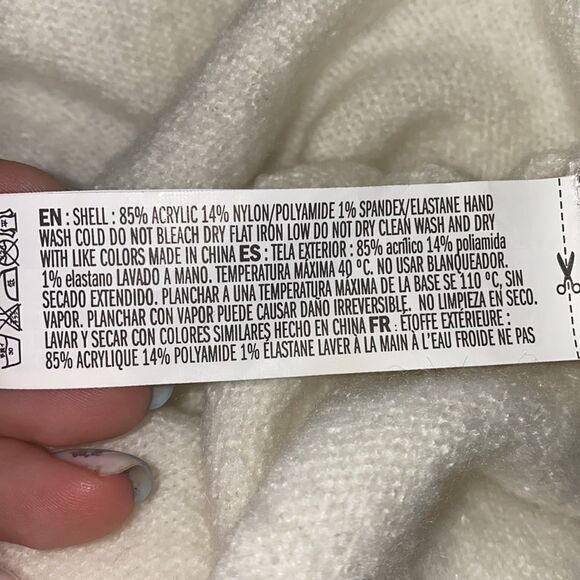 EN : SHELL : 85% ACRYLIC 14% NYLON/POLYAMIDE 1% SPANDEX/ELASTANE HAND
WASH COLD DO NOT BLEACH DRY FLAT IRON LOW DO NOT DRY CLEAN WASH AND DRY
WITH LIKE COLORS MADE IN CHINA ES : TELA EXTERIOR : 85% acrílico 14% poliamida
1% elastano LAVADO A MANO. TEMPERATURA MÁXIMA 40 ºC. NO USAR BLANQUEADOR.
SECADO EXTENDIDO. PLANCHAR A UNA TEMPERATURA MÁXIMA DE LA BASE SE 110 ºC, SIN
VAPOR. PLANCHAR CON VAPOR PUEDE CAUSAR DAÑO IRREVERSIBLE. NO LIMPIEZA EN SECO.
LAVAR Y SECAR CON COLORES SIMILARES HECHO EN CHINA FR : ÉTOFFE EXTÉRIEURE :
85% ACRYLIQUE 14% POLYAMIDE 1% ÉLASTANE LAVER À LA MAIN À L'EAU FROIDE NE PAS